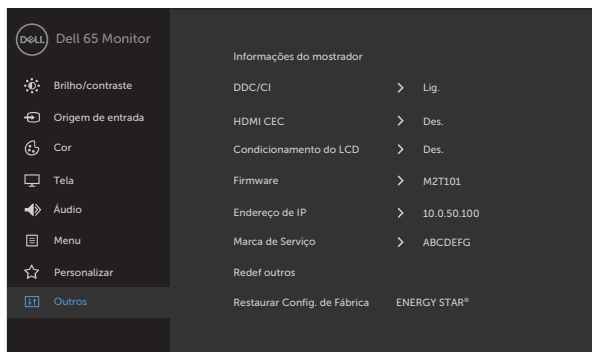 DELL Dell 65 Monitor
Brilho/contraste
Origem de entrada
Cor
Tela
Áudio
Menu
Personalizar
Outros
Informações do mostrador
DDC/CI > Lig.
HDMI CEC > Des.
Condicionamento do LCD > Des.
Firmware > M2T101
Endereço de IP > 10.0.50.100
Marca de Serviço > ABCDEFG
Redef outros
Restaurar Config. de Fábrica ENERGY STAR®